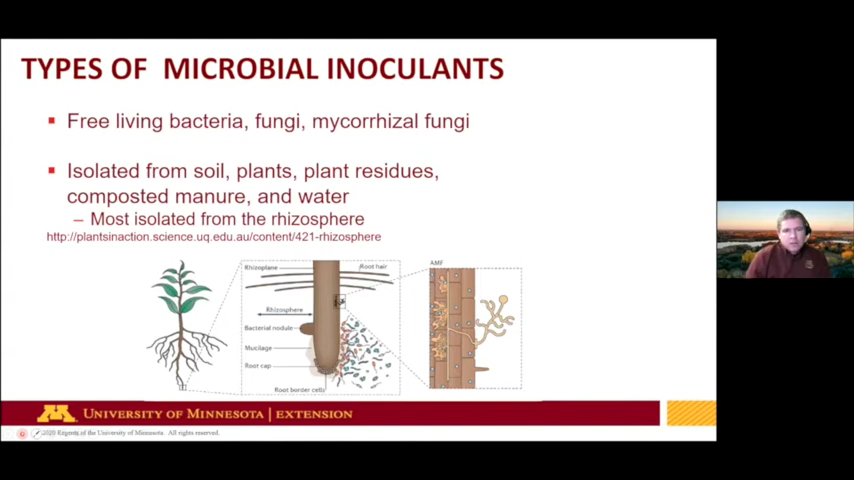 TYPES OF MICROBIAL INOCULANTS
Free living bacteria, fungi, mycorrhizal fungi
Isolated from soil, plants, plant residues,
composted manure, and water
– Most isolated from the rhizosphere
http://plantsinaction.science.uq.edu.au/content/421-rhizosphere
Rhizoplane
Root hair
Rhizosphere
Bacterial nodule
Mucilage
Root cap
Root border cells
AMF
UNIVERSITY OF MINNESOTA | EXTENSION
2020 Regents of the University of Minnesota. All rights reserved.